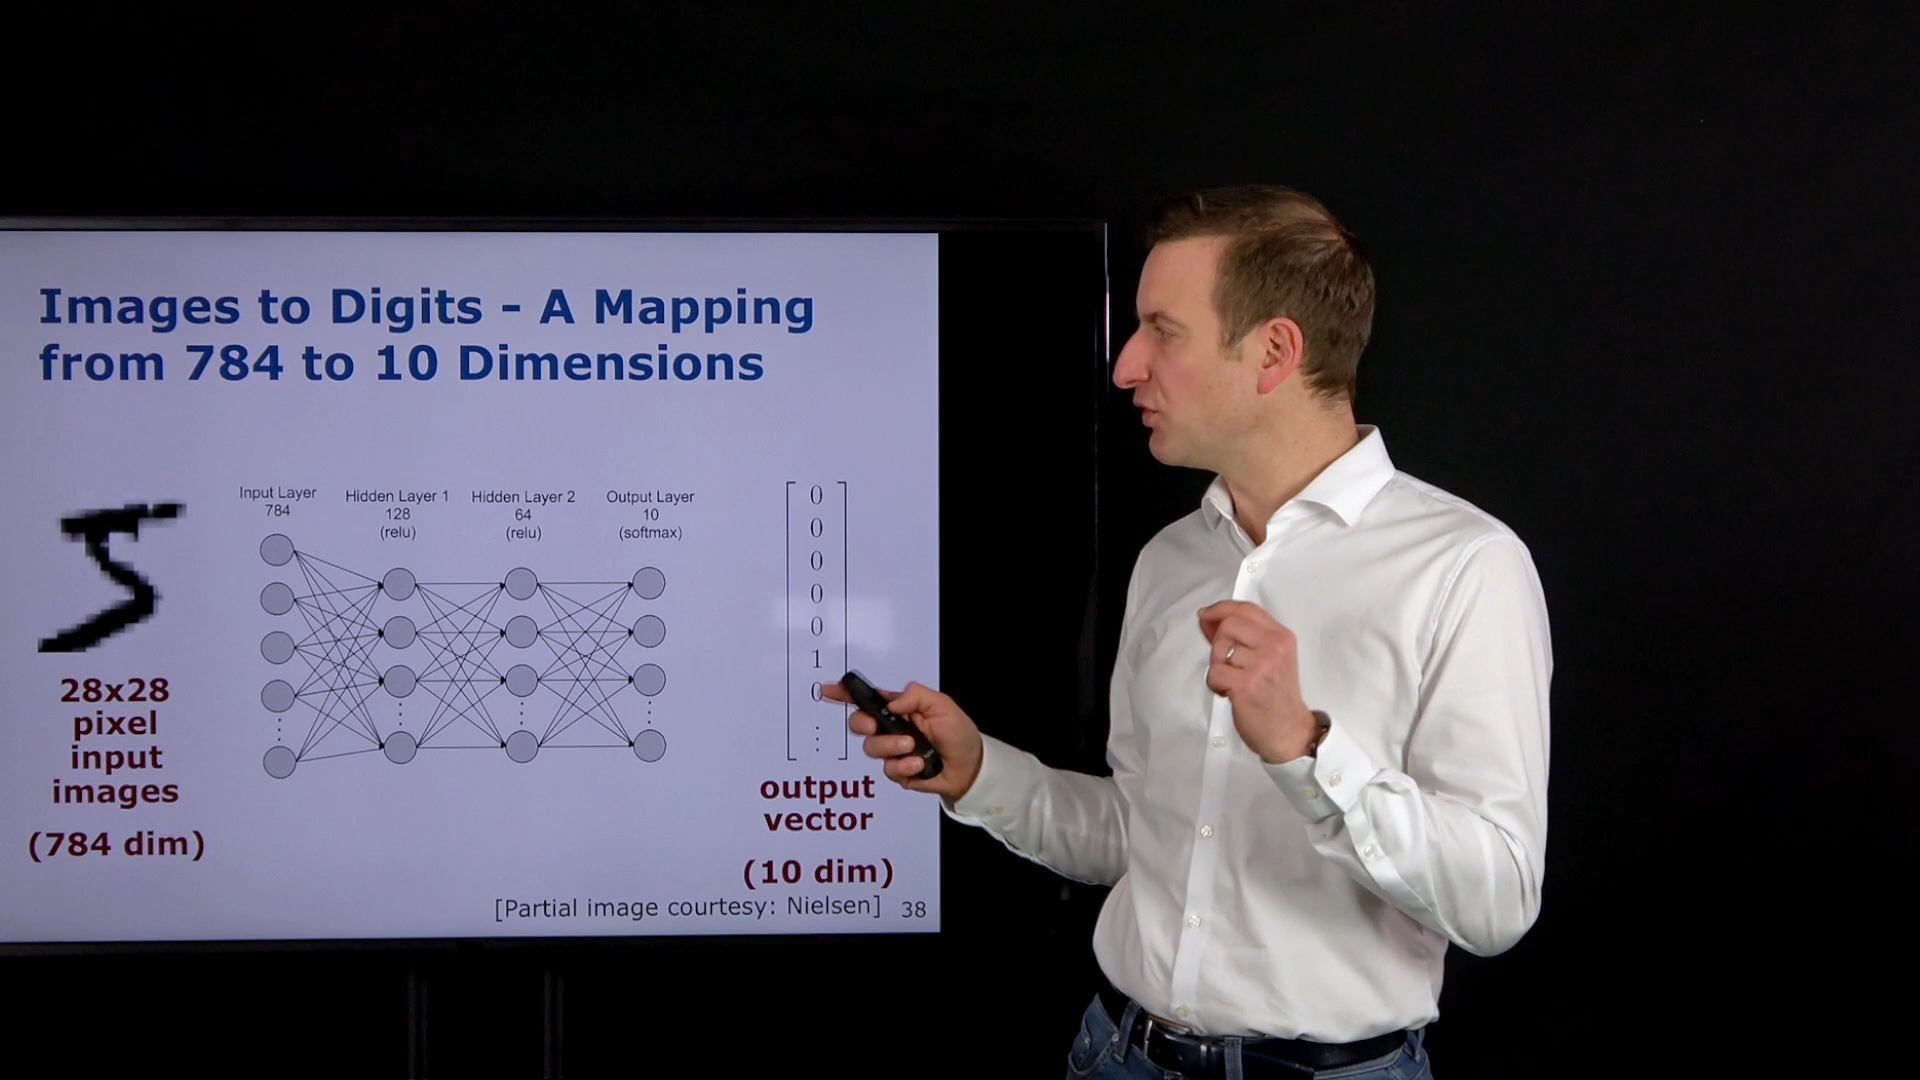 Images to Digits - A Mapping
from 784 to 10 Dimensions
Input Layer
784
Hidden Layer 1
128
(relu)
Hidden Layer 2
64
(relu)
Output Layer
10
(softmax)
0
0
0
0
0
1
0
28x28
pixel
input
images
(784 dim)
output
vector
(10 dim)
[Partial image courtesy: Nielsen]
38